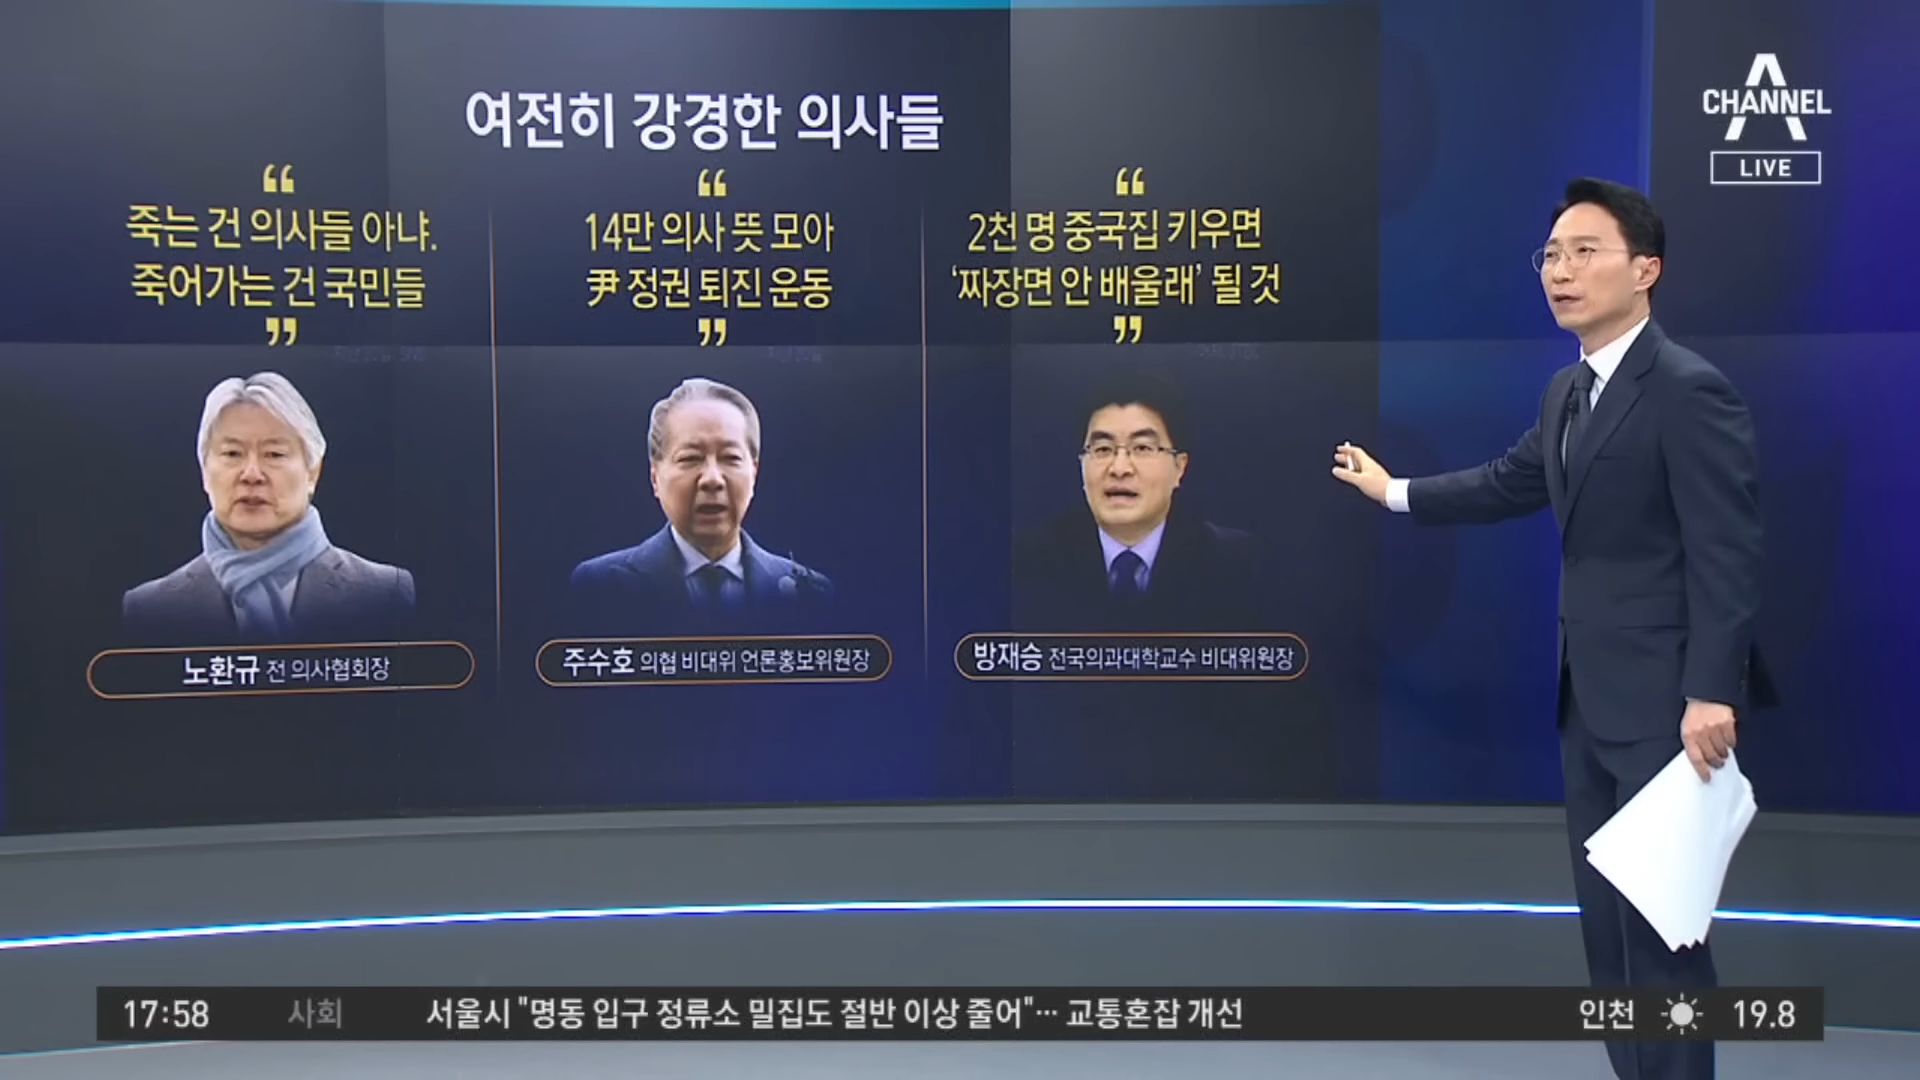 여전히 강경한 의사들
“
죽는 건 의사들 아냐.
죽어가는 건 국민들
”
노환규 전 의사협회장
“
14만 의사 뜻 모아
尹 정권 퇴진 운동
”
주수호 의협 비대위 언론홍보위원장
“
2천 명 중국집 키우면
‘짜장면 안 배울래’ 될 것
”
방재승 전국의과대학교수 비대위원장
CHANNEL A
LIVE
17:58 사회 서울시 "명동 입구 정류소 밀집도 절반 이상 줄어"… 교통혼잡 개선 인천 19.8